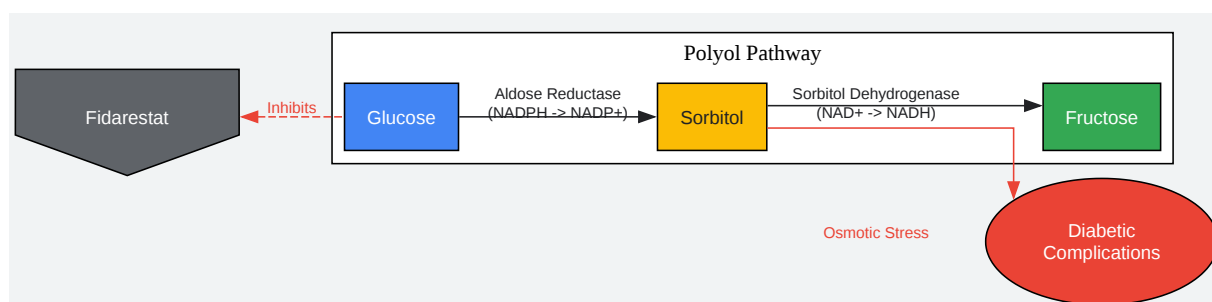 Polyol Pathway
Fidarestat
Inhibits
Glucose
Aldose Reductase
(NADPH -> NADP+)
Sorbitol
Sorbitol Dehydrogenase
(NAD+ -> NADH)
Fructose
Osmotic Stress
Diabetic
Complications